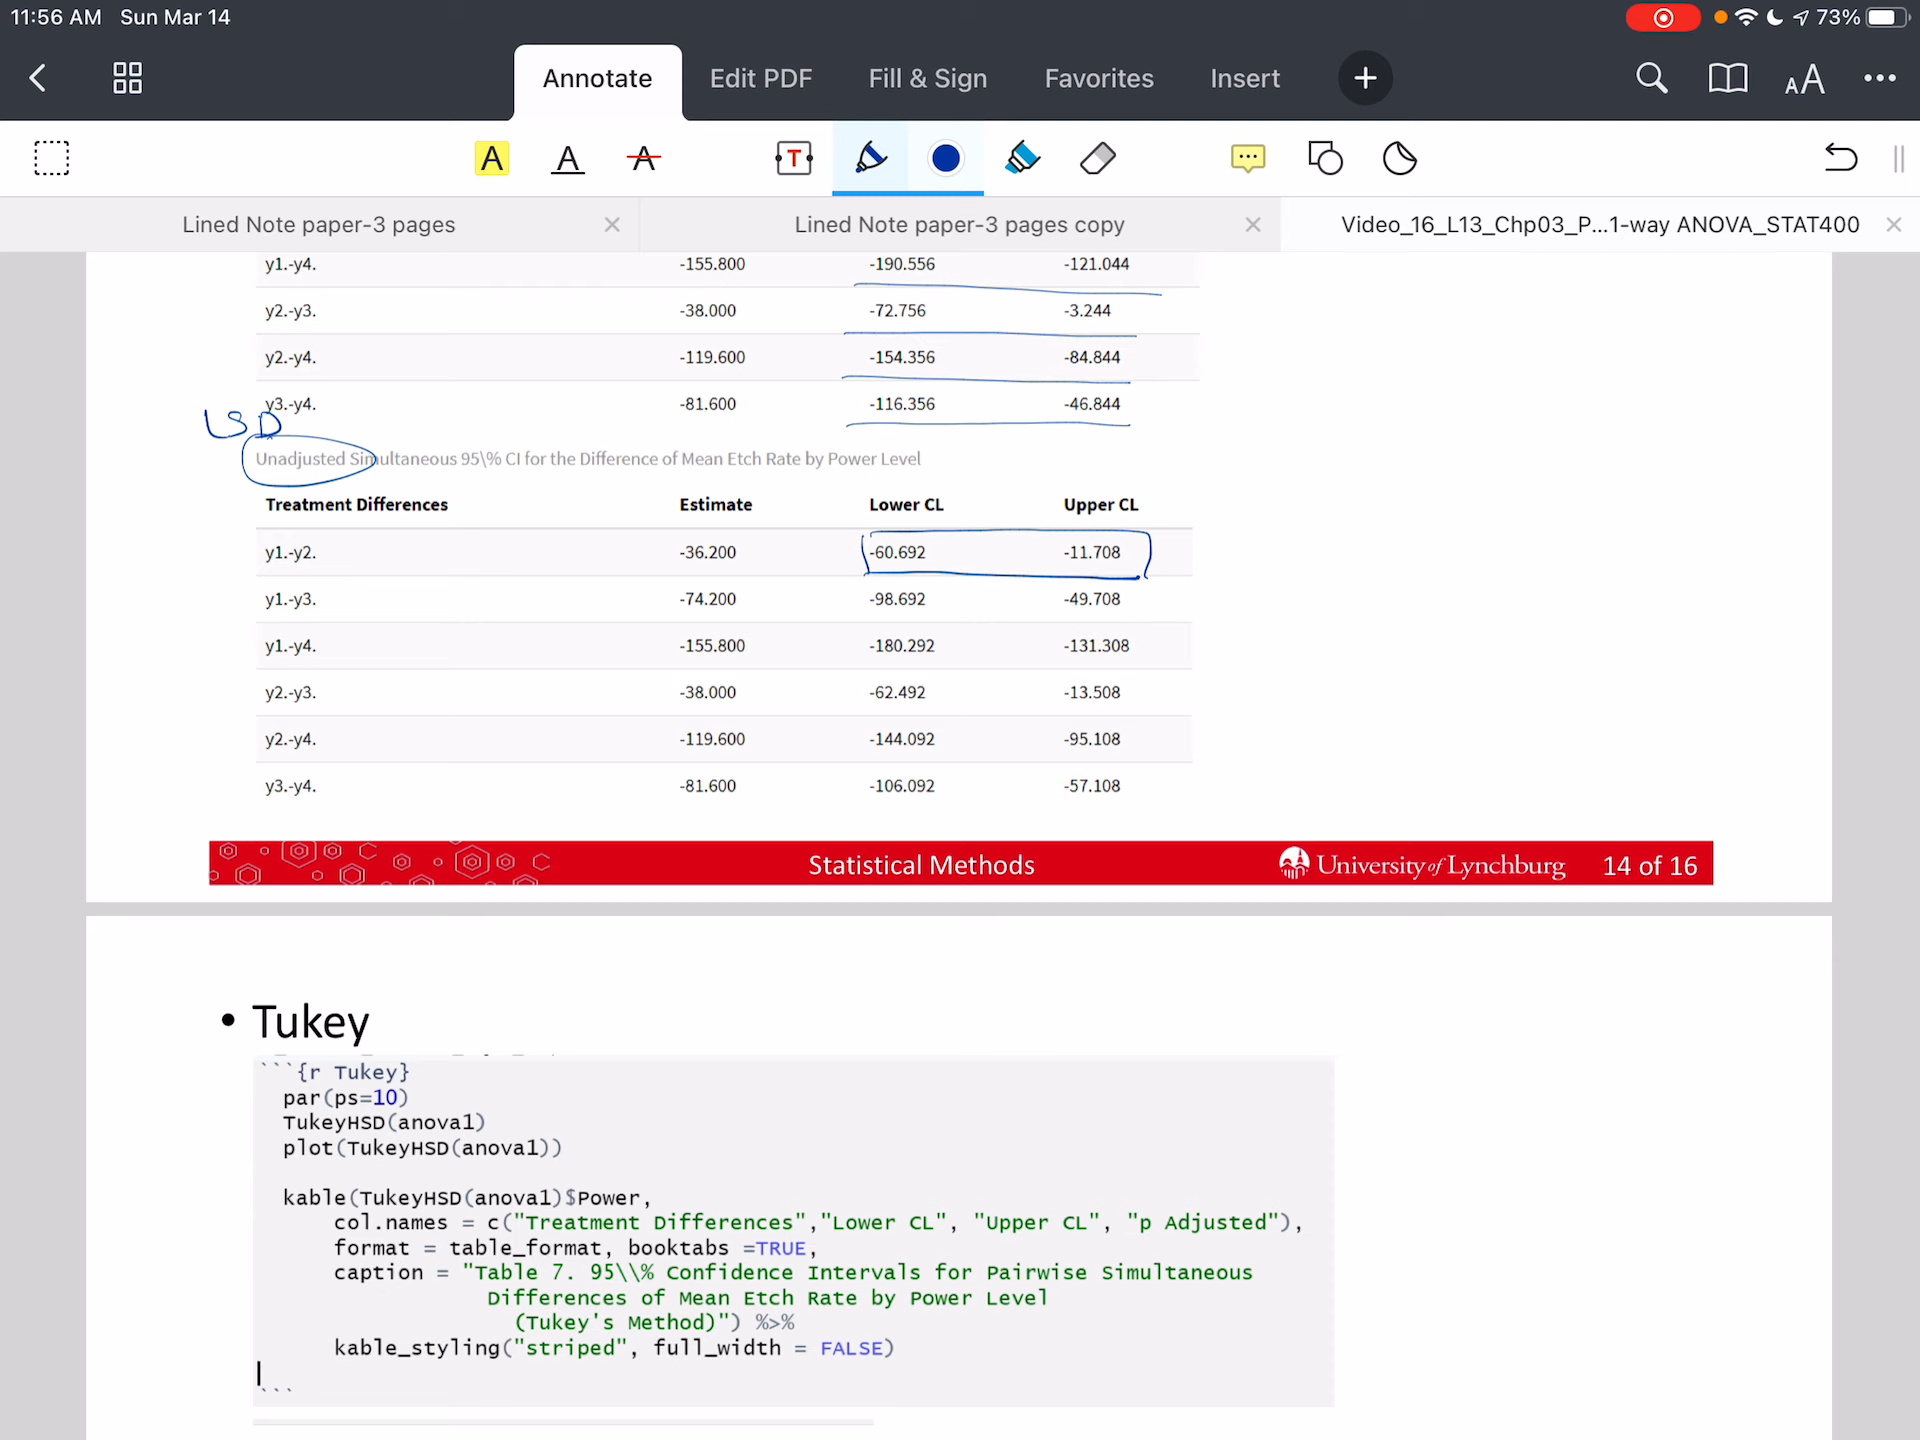 11:56 AM Sun Mar 14
73%
Annotate Edit PDF Fill & Sign Favorites Insert
AA
A A A T
Lined Note paper-3 pages
Lined Note paper-3 pages copy
Video_16_L13_Chp03_P...1-way ANOVA_STAT400
y1.-y4. -155.800 -190.556 -121.044
y2.-y3. -38.000 -72.756 -3.244
y2.-y4. -119.600 -154.356 -84.844
y3.-y4. -81.600 -116.356 -46.844
LSD
Unadjusted Simultaneous 95\% CI for the Difference of Mean Etch Rate by Power Level
Treatment Differences Estimate Lower CL Upper CL
y1.-y2. -36.200 -60.692 -11.708
y1.-y3. -74.200 -98.692 -49.708
y1.-y4. -155.800 -180.292 -131.308
y2.-y3. -38.000 -62.492 -13.508
y2.-y4. -119.600 -144.092 -95.108
y3.-y4. -81.600 -106.092 -57.108
Statistical Methods University of Lynchburg 14 of 16
• Tukey
```{r Tukey}
par(ps=10)
TukeyHSD(anova1)
plot(TukeyHSD(anova1))
kable(TukeyHSD(anova1)$Power,
col.names = c("Treatment Differences","Lower CL", "Upper CL", "p Adjusted"),
format = table_format, booktabs =TRUE,
caption = "Table 7. 95\\% Confidence Intervals for Pairwise Simultaneous
Differences of Mean Etch Rate by Power Level
(Tukey's Method)") %>%
kable_styling("striped", full_width = FALSE)
```